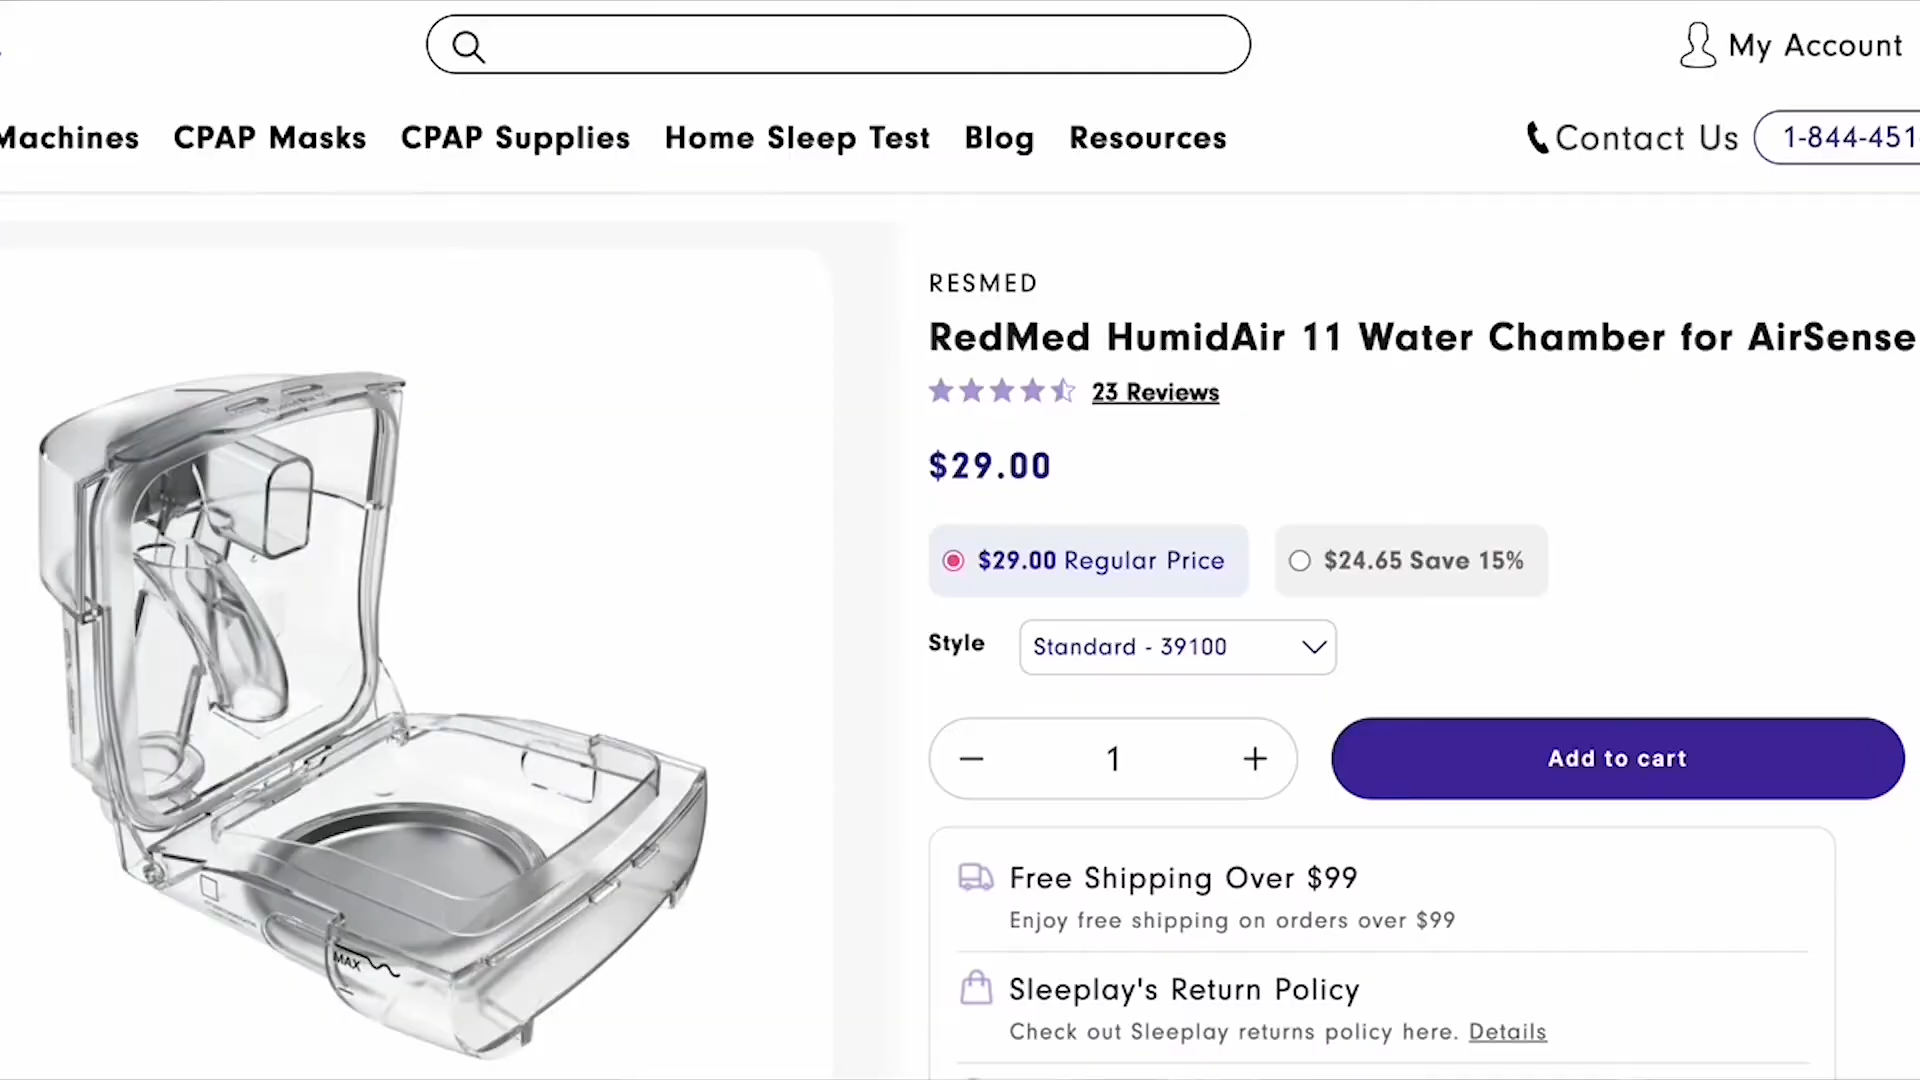 My Account
Machines CPAP Masks CPAP Supplies Home Sleep Test Blog Resources Contact Us 1-844-451
RESMED
RedMed HumidAir 11 Water Chamber for AirSense
23 Reviews
$29.00
$29.00 Regular Price $24.65 Save 15%
Style Standard - 39100
1 Add to cart
MAX
Free Shipping Over $99
Enjoy free shipping on orders over $99
Sleeplay's Return Policy
Check out Sleeplay returns policy here. Details